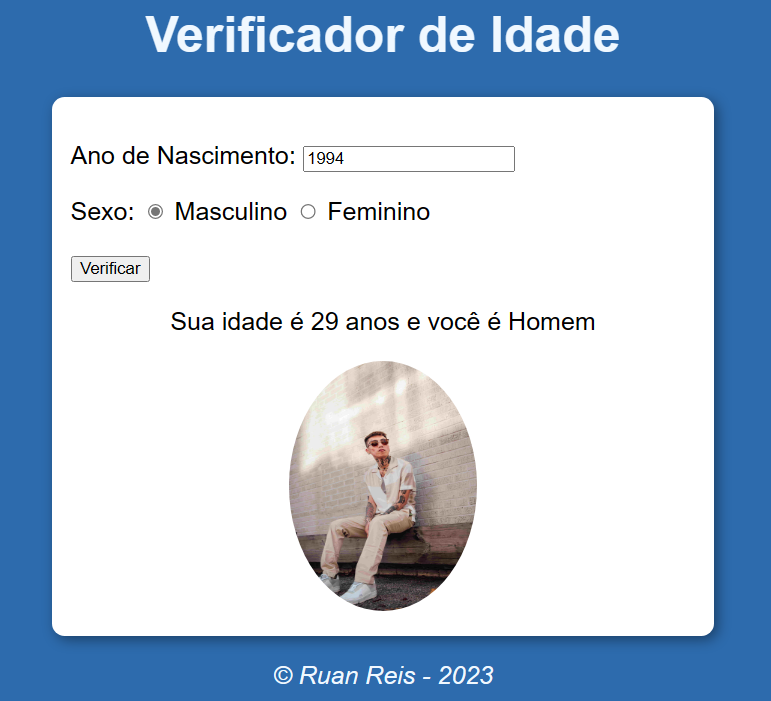 Verificador de Idade
Ano de Nascimento: 1994
Sexo: Masculino Feminino
Verificar
Sua idade é 29 anos e você é Homem
© Ruan Reis - 2023